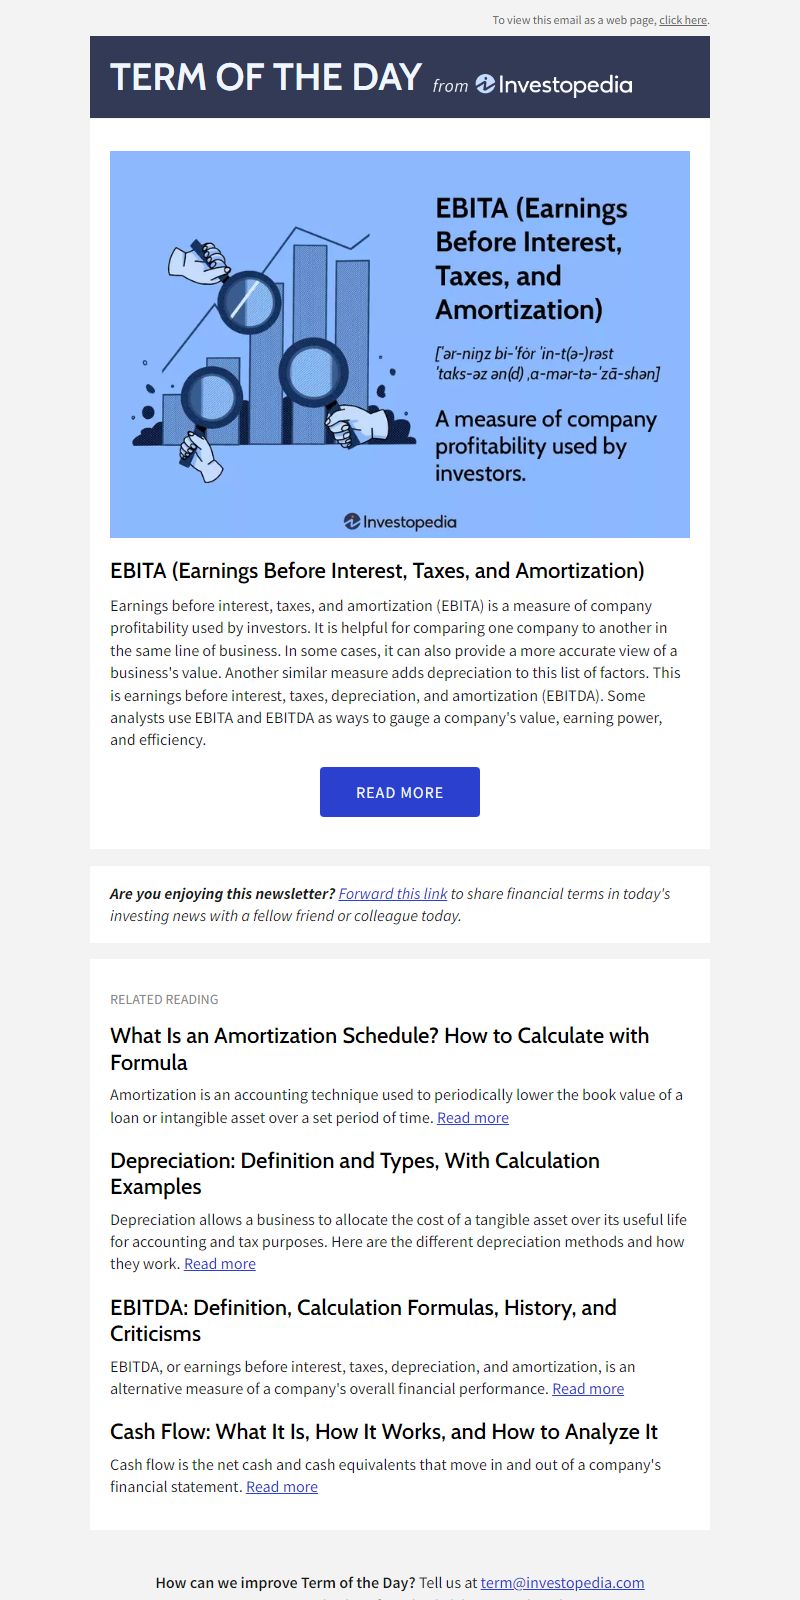 To view this email as a web page, click here.
TERM OF THE DAY from Investopedia
EBITA (Earnings
Before Interest,
Taxes, and
Amortization)
['ər-niŋz bi-'fȯr 'in-t(ə-)rəst
'taks-əz ən(d) ,a-mər-tə-'zā-shən]
A measure of company
profitability used by
investors.
Investopedia
EBITA (Earnings Before Interest, Taxes, and Amortization)
Earnings before interest, taxes, and amortization (EBITA) is a measure of company
profitability used by investors. It is helpful for comparing one company to another in
the same line of business. In some cases, it can also provide a more accurate view of a
business's value. Another similar measure adds depreciation to this list of factors. This
is earnings before interest, taxes, depreciation, and amortization (EBITDA). Some
analysts use EBITA and EBITDA as ways to gauge a company's value, earning power,
and efficiency.
READ MORE
Are you enjoying this newsletter? Forward this link to share financial terms in today's
investing news with a fellow friend or colleague today.
RELATED READING
What Is an Amortization Schedule? How to Calculate with
Formula
Amortization is an accounting technique used to periodically lower the book value of a
loan or intangible asset over a set period of time. Read more
Depreciation: Definition and Types, With Calculation
Examples
Depreciation allows a business to allocate the cost of a tangible asset over its useful life
for accounting and tax purposes. Here are the different depreciation methods and how
they work. Read more
EBITDA: Definition, Calculation Formulas, History, and
Criticisms
EBITDA, or earnings before interest, taxes, depreciation, and amortization, is an
alternative measure of a company's overall financial performance. Read more
Cash Flow: What It Is, How It Works, and How to Analyze It
Cash flow is the net cash and cash equivalents that move in and out of a company's
financial statement. Read more
How can we improve Term of the Day? Tell us at term@investopedia.com